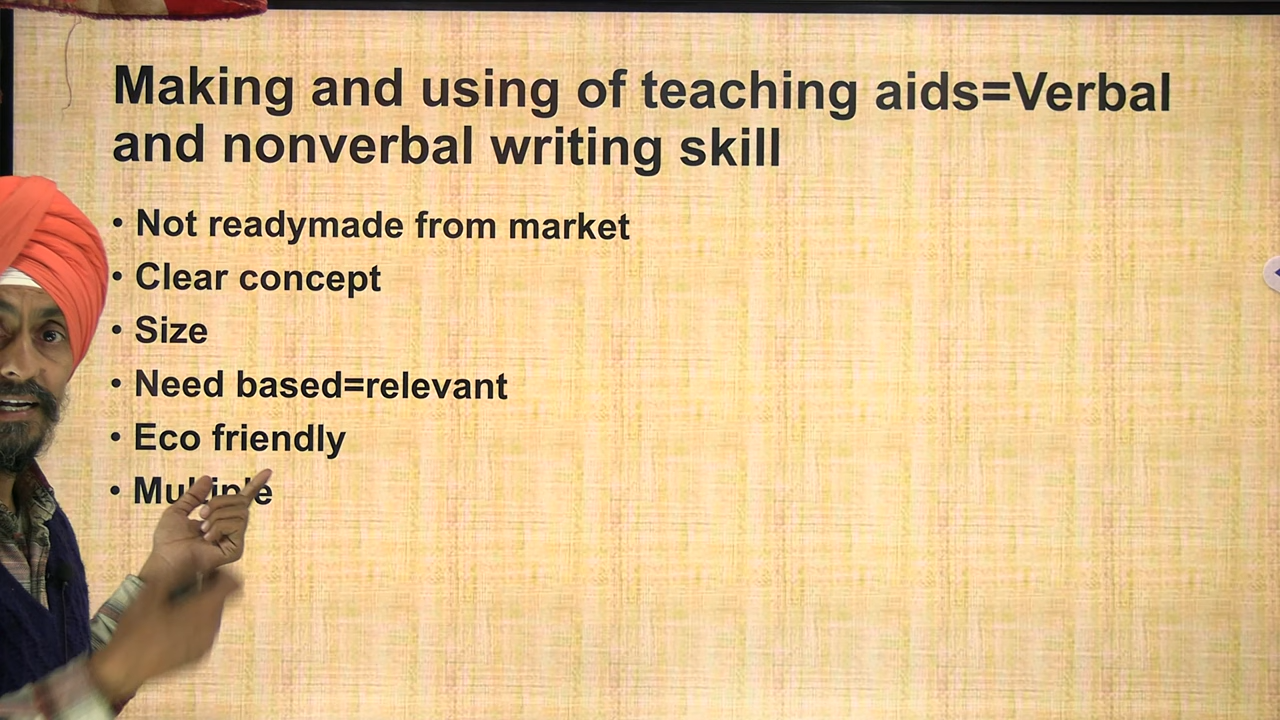 Making and using of teaching aids=Verbal
and nonverbal writing skill
• Not readymade from market
• Clear concept
• Size
• Need based=relevant
• Eco friendly
• Multiple